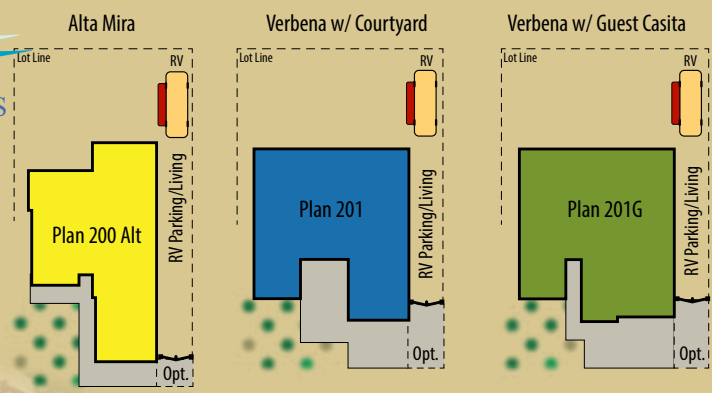 Alta Mira
Verbena w/ Courtyard
Verbena w/ Guest Casita
Lot Line
RV
Lot Line
RV
Lot Line
RV
s
Plan 200 Alt
RV Parking/Living
Plan 201
RV Parking/Living
Plan 201G
RV Parking/Living
Opt.
Opt.
Opt.